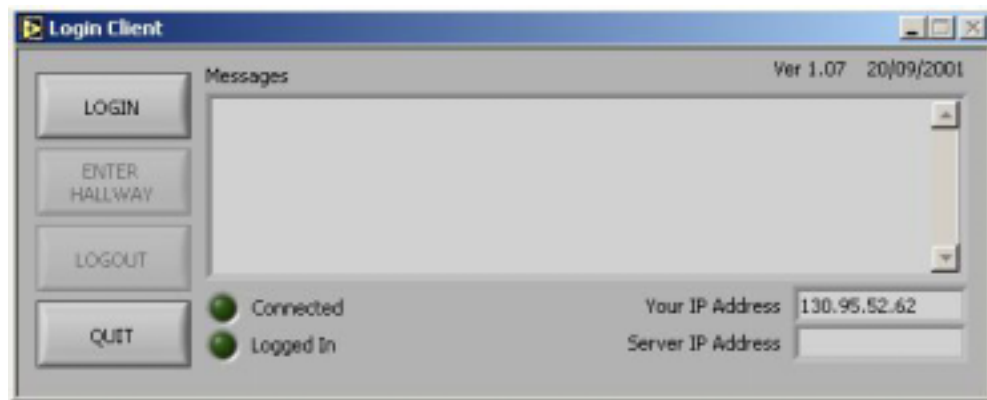 Login Client
Messages
Ver 1.07 20/09/2001
LOGIN
ENTER
HALLWAY
LOGOUT
QUIT
Connected
Logged In
Your IP Address 130.95.52.62
Server IP Address